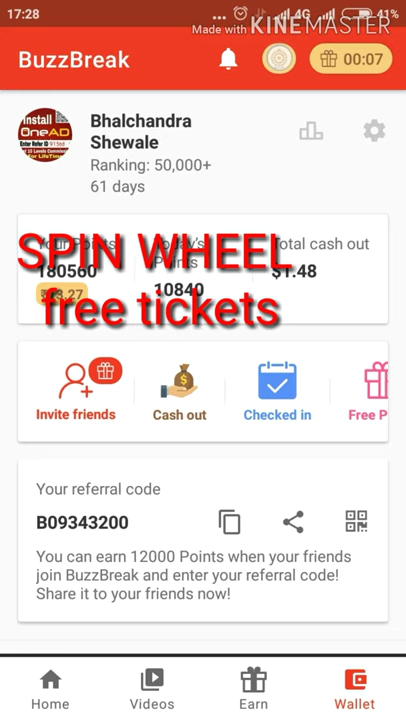 17:28
4G
41%
Made with KINEMASTER
BuzzBreak
00:07
Install
OneAD
Bhalchandra
Shewale
Ranking: 50,000+
61 days
Your Points
Today's
Points
Total cash out
180560
10840
$1.48
SPIN WHEEL
free tickets
Invite friends
Cash out
Checked in
Free P
Your referral code
B09343200
You can earn 12000 Points when your friends
join BuzzBreak and enter your referral code!
Share it to your friends now!
Home
Videos
Earn
Wallet